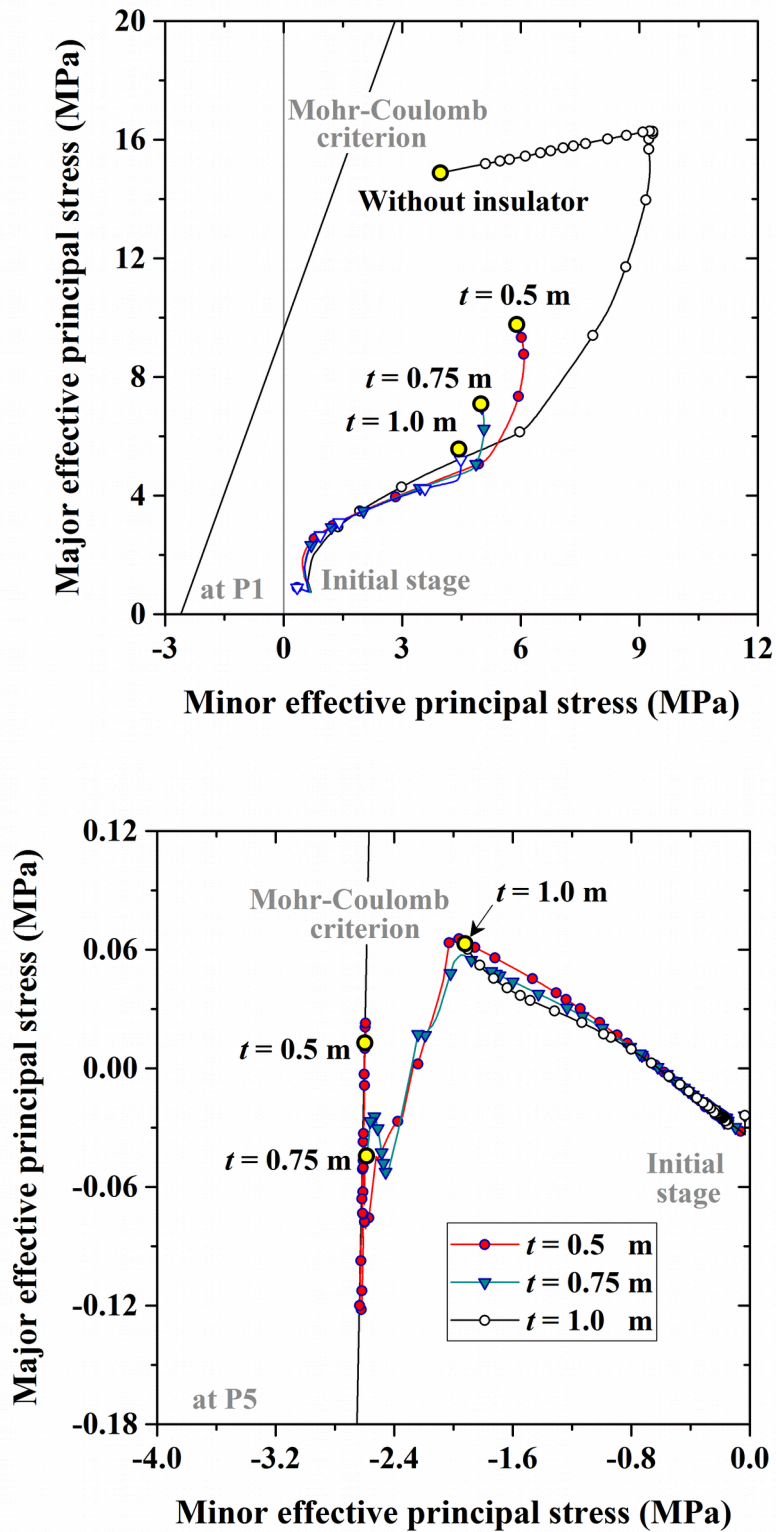 20
16
12
8
4
0
Major effective principal stress (MPa)
Mohr-Coulomb
criterion
Without insulator
t = 0.5 m
t = 0.75 m
t = 1.0 m
at P1
Initial stage
-3
0
3
6
9
12
Minor effective principal stress (MPa)
0.12
0.06
0.00
-0.06
-0.12
-0.18
Major effective principal stress (MPa)
Mohr-Coulomb
criterion
t = 1.0 m
t = 0.5 m
t = 0.75 m
Initial
stage
t = 0.5 m
t = 0.75 m
t = 1.0 m
at P5
-4.0
-3.2
-2.4
-1.6
-0.8
0.0
Minor effective principal stress (MPa)